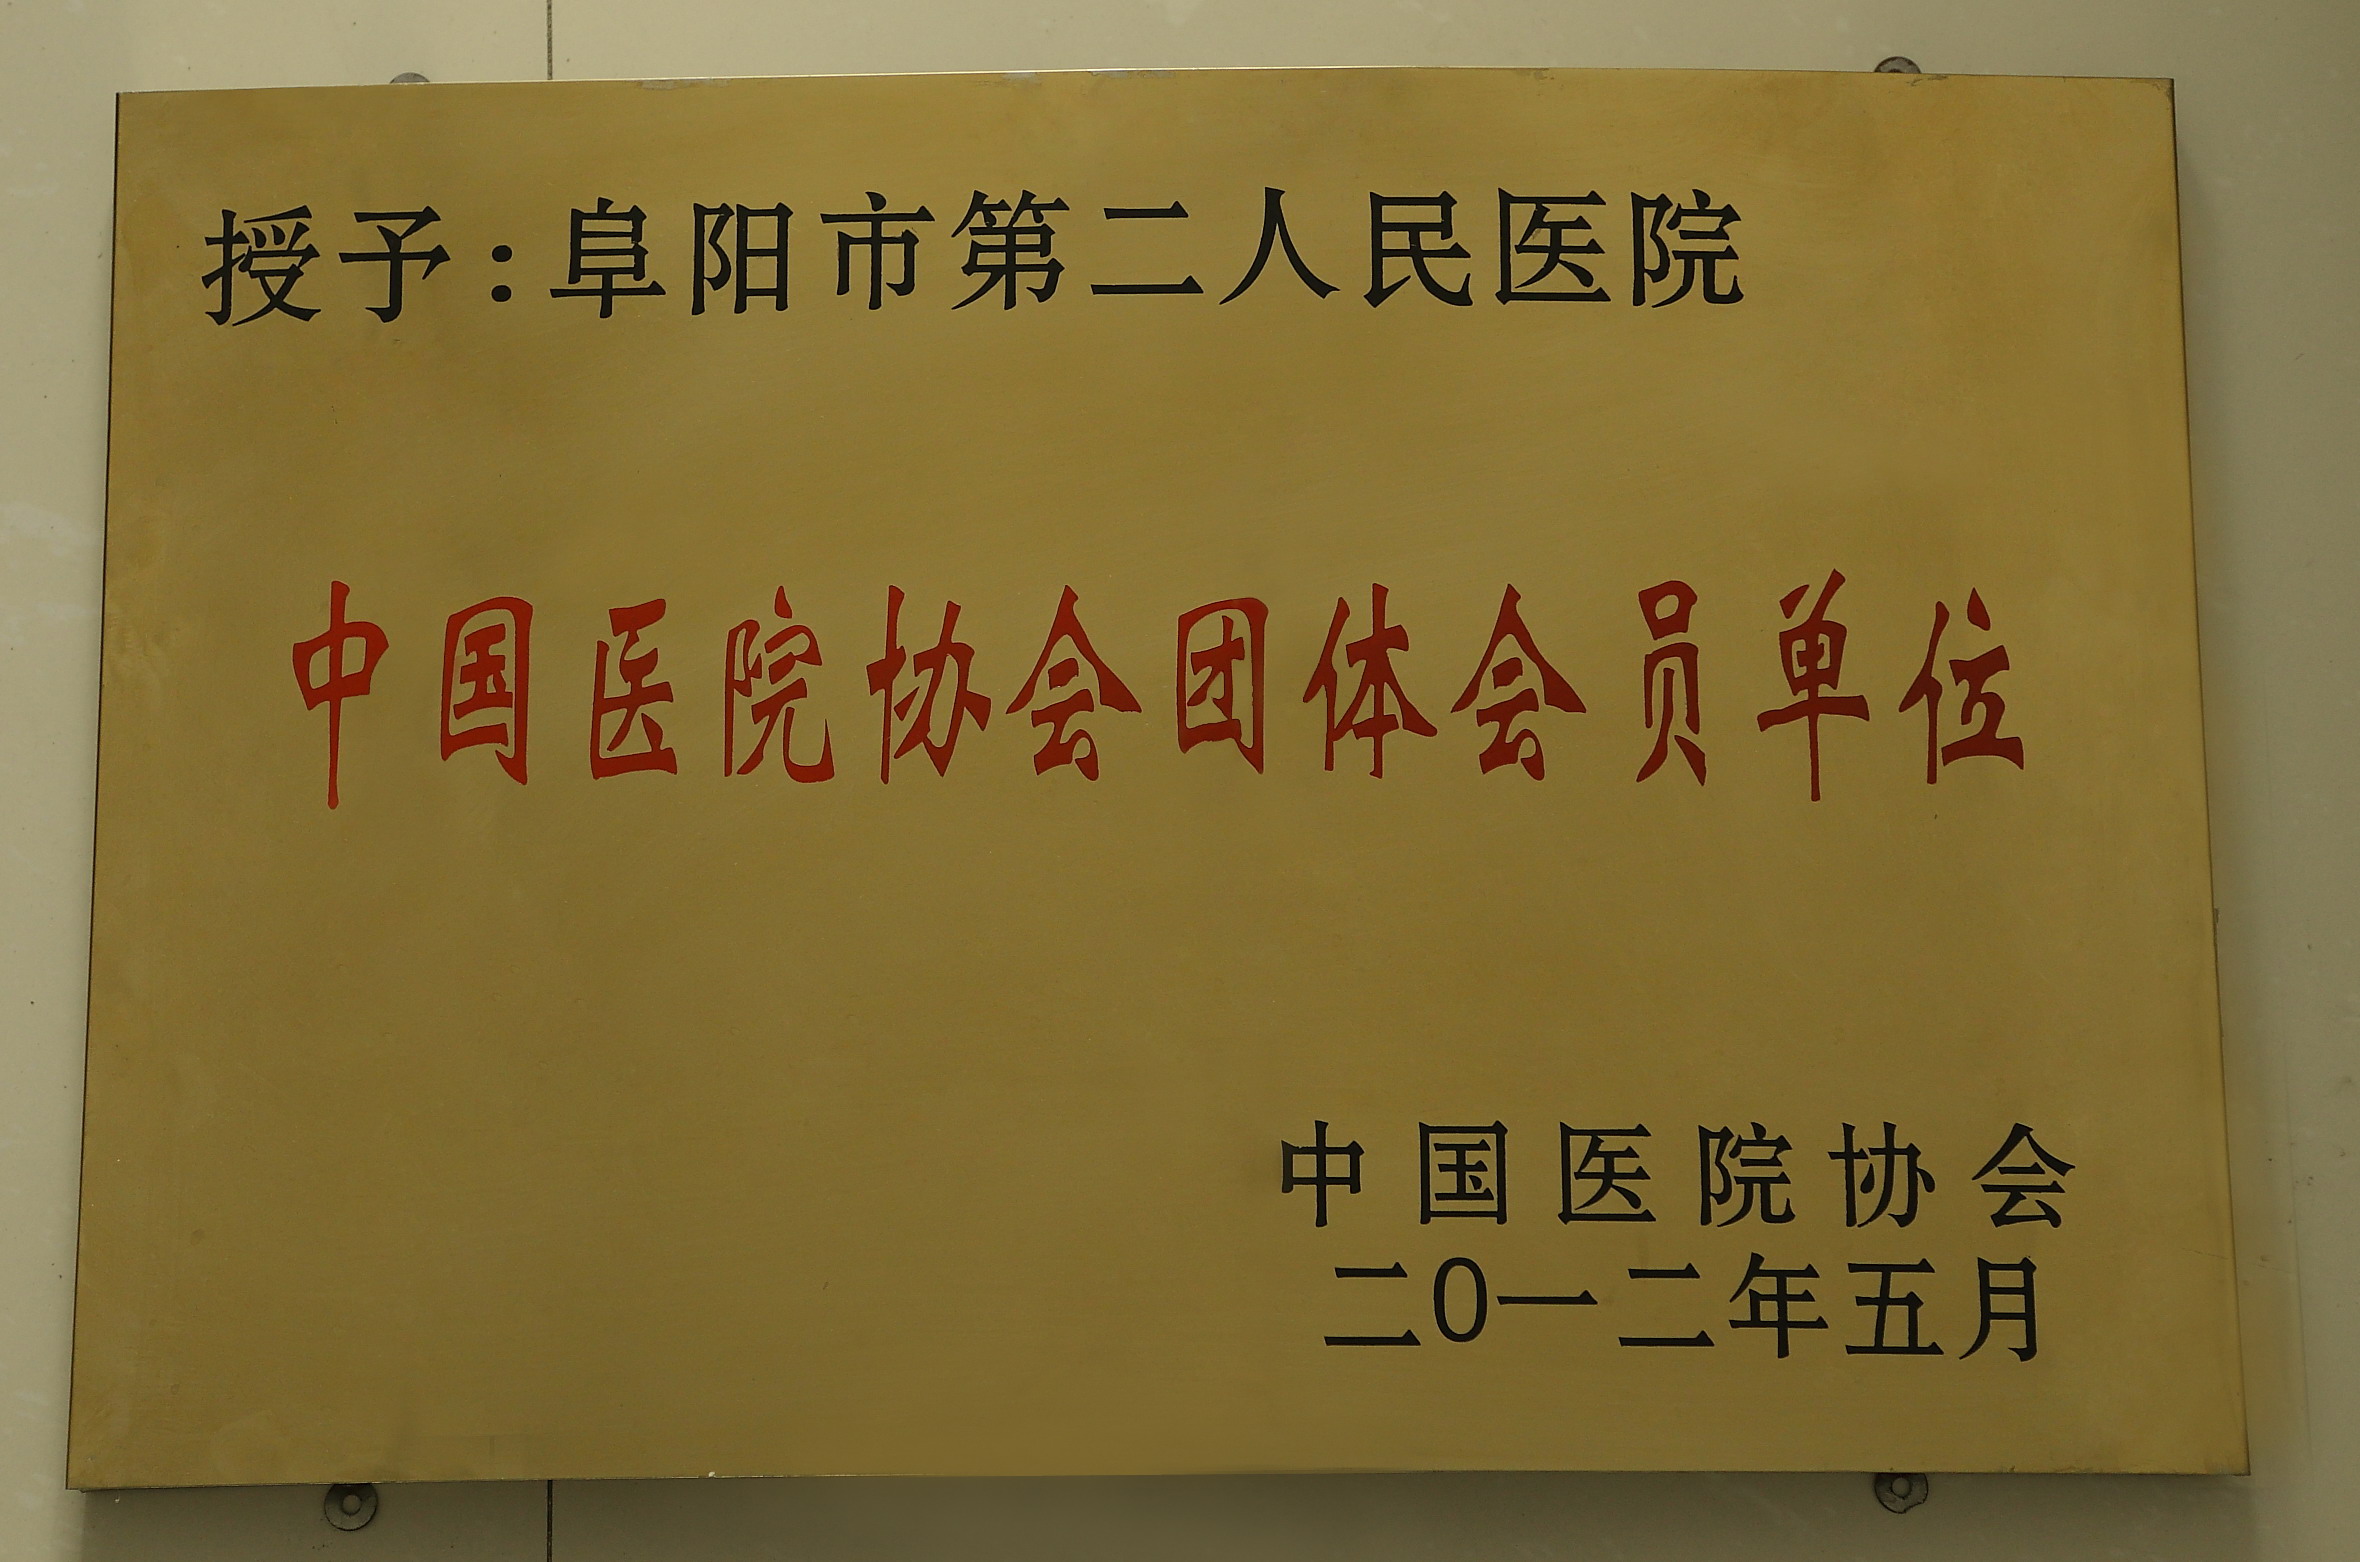 授予:阜阳市第二人民医院
中国医院协会团体会员单位
中国医院协会
二0一二年五月